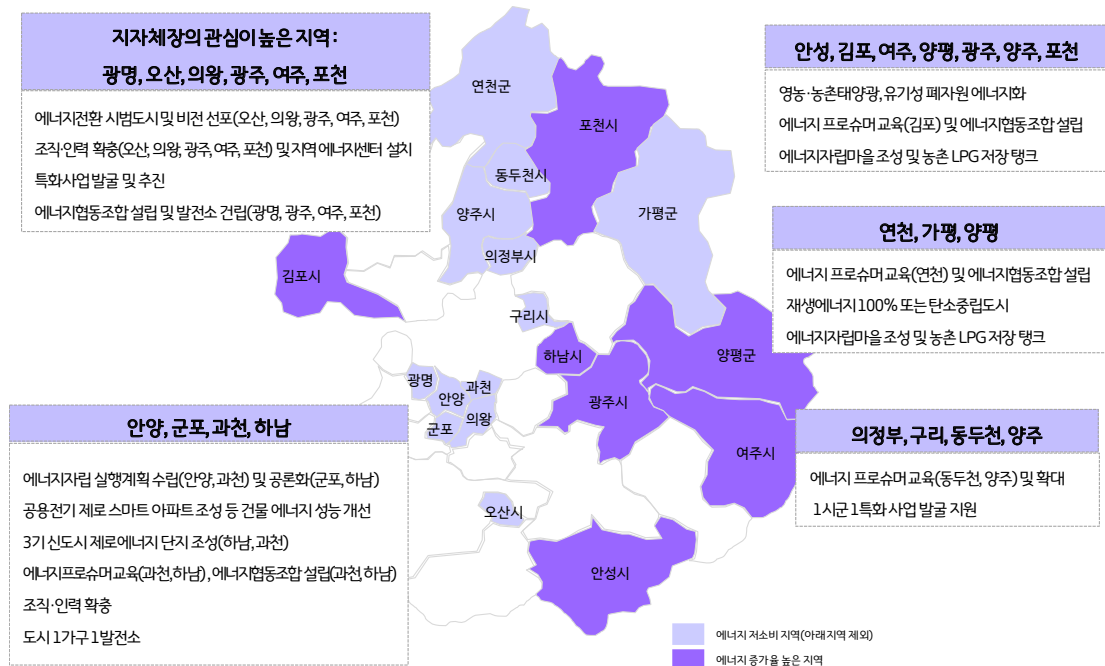 지자체장의 관심이 높은 지역 :
광명, 오산, 의왕, 광주, 여주, 포천
에너지전환 시범도시 및 비전 선포(오산, 의왕, 광주, 여주, 포천)
조직·인력 확충(오산, 의왕, 광주, 여주, 포천) 및 지역 에너지센터 설치
특화사업 발굴 및 추진
에너지협동조합 설립 및 발전소 건립(광명, 광주, 여주, 포천)
안성, 김포, 여주, 양평, 광주, 양주, 포천
영농·농촌태양광, 유기성 폐자원 에너지화
에너지 프로슈머 교육(김포) 및 에너지협동조합 설립
에너지자립마을 조성 및 농촌 LPG 저장 탱크
연천, 가평, 양평
에너지 프로슈머 교육(연천) 및 에너지협동조합 설립
재생에너지 100% 또는 탄소중립도시
에너지자립마을 조성 및 농촌 LPG 저장 탱크
연천군
포천시
동두천시
양주시
가평군
의정부시
김포시
구리시
하남시
양평군
광명
안양
과천
광주시
군포
의왕
여주시
오산시
안성시
안양, 군포, 과천, 하남
에너지자립 실행계획 수립(안양, 과천) 및 공론화(군포, 하남)
공용전기 제로 스마트 아파트 조성 등 건물 에너지 성능 개선
3기 신도시 제로에너지 단지 조성(하남, 과천)
에너지프로슈머교육(과천,하남) , 에너지협동조합 설립(과천, 하남)
조직·인력 확충
도시 1가구 1발전소
의정부, 구리, 동두천, 양주
에너지 프로슈머 교육(동두천, 양주) 및 확대
1시군 1특화 사업 발굴 지원
에너지 저소비 지역(아래지역 제외)
에너지 증가율 높은 지역